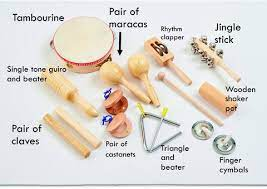 Tambourine
Pair of
maracas
Rhythm
clapper
Jingle
stick
Single tone guiro
and beater
Wooden
shaker
pot
Pair of
claves
Pair of
castanets
Triangle
and
beater
Finger
cymbals